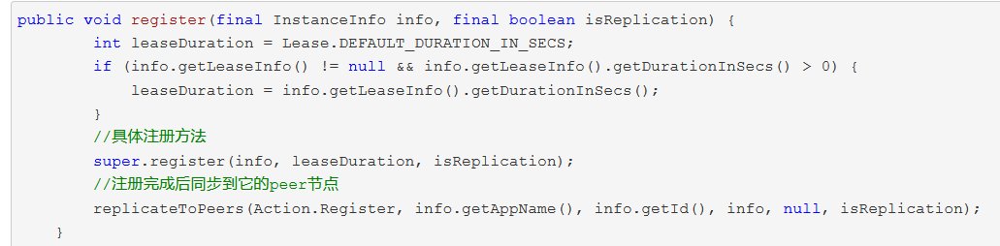 public void register(final InstanceInfo info, final boolean isReplication) {
int leaseDuration = Lease.DEFAULT_DURATION_IN_SECS;
if (info.getLeaseInfo() != null && info.getLeaseInfo().getDurationInSecs() > 0) {
leaseDuration = info.getLeaseInfo().getDurationInSecs();
}
//具体注册方法
super.register(info, leaseDuration, isReplication);
//注册完成后同步到它的peer节点
replicateToPeers(Action.Register, info.getAppName(), info.getId(), info, null, isReplication);
}